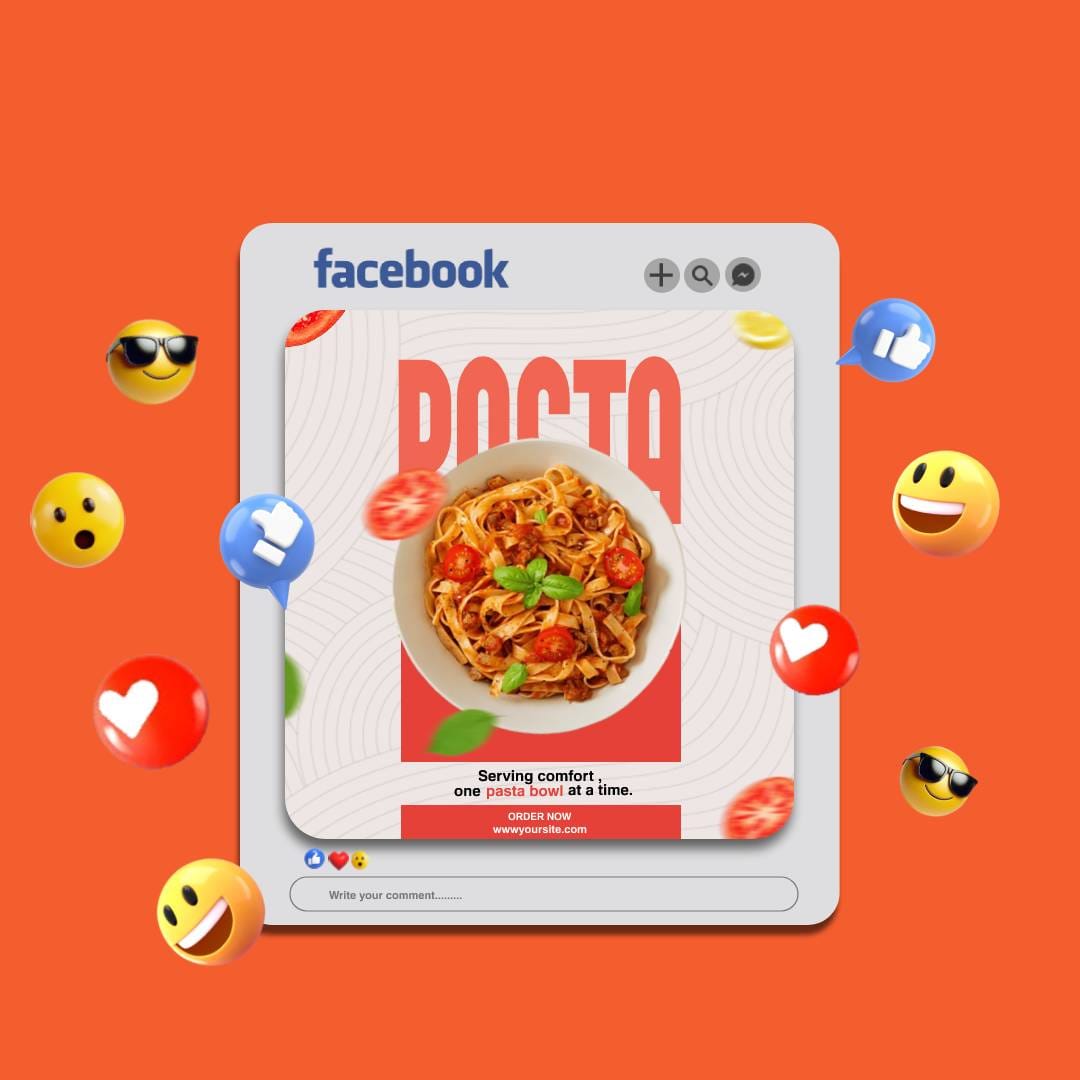 facebook
PASTA
Serving comfort ,
one pasta bowl at a time.
ORDER NOW
wwwyoursite.com
Write your comment.........